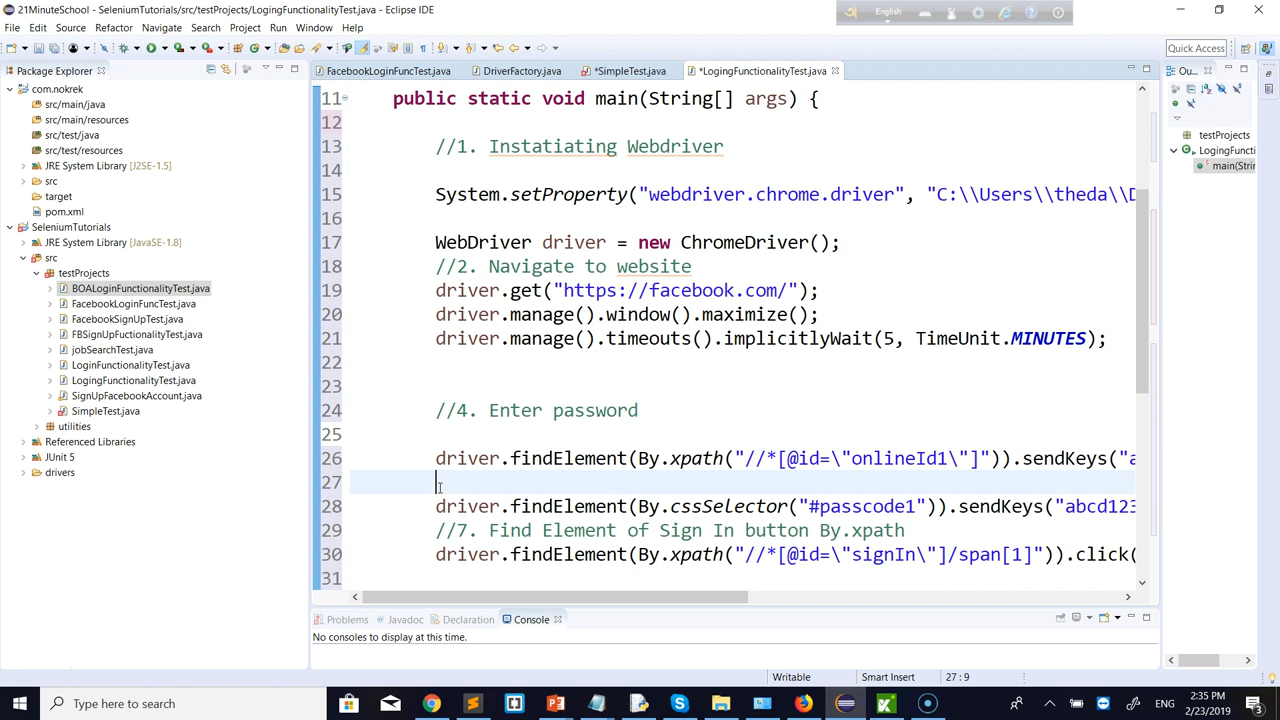 21MinuteSchool - SeleniumTutorials/src/testProjects/LogingFunctionalityTest.java - Eclipse IDE
English
File Edit Source Refactor Navigate Search Project Run Window Help
Quick Access
Package Explorer
FacebookLoginFuncTest.java DriverFactory.java *SimpleTest.java *LogingFunctionalityTest.java
Ou...
com.nokrek
src/main/java
src/main/resources
src/test/java
src/test/resources
JRE System Library [J2SE-1.5]
src
target
pom.xml
SeleniumTutorials
JRE System Library [JavaSE-1.8]
src
testProjects
BOALoginFunctionalityTest.java
FacebookLoginFuncTest.java
FacebookSignUpTest.java
FBSignUpFuctionalityTest.java
jobSearchTest.java
LoginFunctionalityTest.java
LogingFunctionalityTest.java
SignUpFacebookAccount.java
SimpleTest.java
utilities
Referenced Libraries
JUnit 5
drivers
11 public static void main(String[] args) {
12
13 //1. Instatiating Webdriver
14
15 System.setProperty("webdriver.chrome.driver", "C:\\Users\\theda\\D
16
17 WebDriver driver = new ChromeDriver();
18 //2. Navigate to website
19 driver.get("https://facebook.com/");
20 driver.manage().window().maximize();
21 driver.manage().timeouts().implicitlyWait(5, TimeUnit.MINUTES);
22
23
24 //4. Enter password
25
26 driver.findElement(By.xpath("//*[@id=\"onlineId1\"]")).sendKeys("a
27
28 driver.findElement(By.cssSelector("#passcode1")).sendKeys("abcd123
29 //7. Find Element of Sign In button By.xpath
30 driver.findElement(By.xpath("//*[@id=\"signIn\"]/span[1]")).click(
31
testProjects
LogingFuncti
main(Strin
Problems Javadoc Declaration Console
No consoles to display at this time.
Writable Smart Insert 27 : 9
Type here to search
ENG
2:35 PM
2/23/2019
3